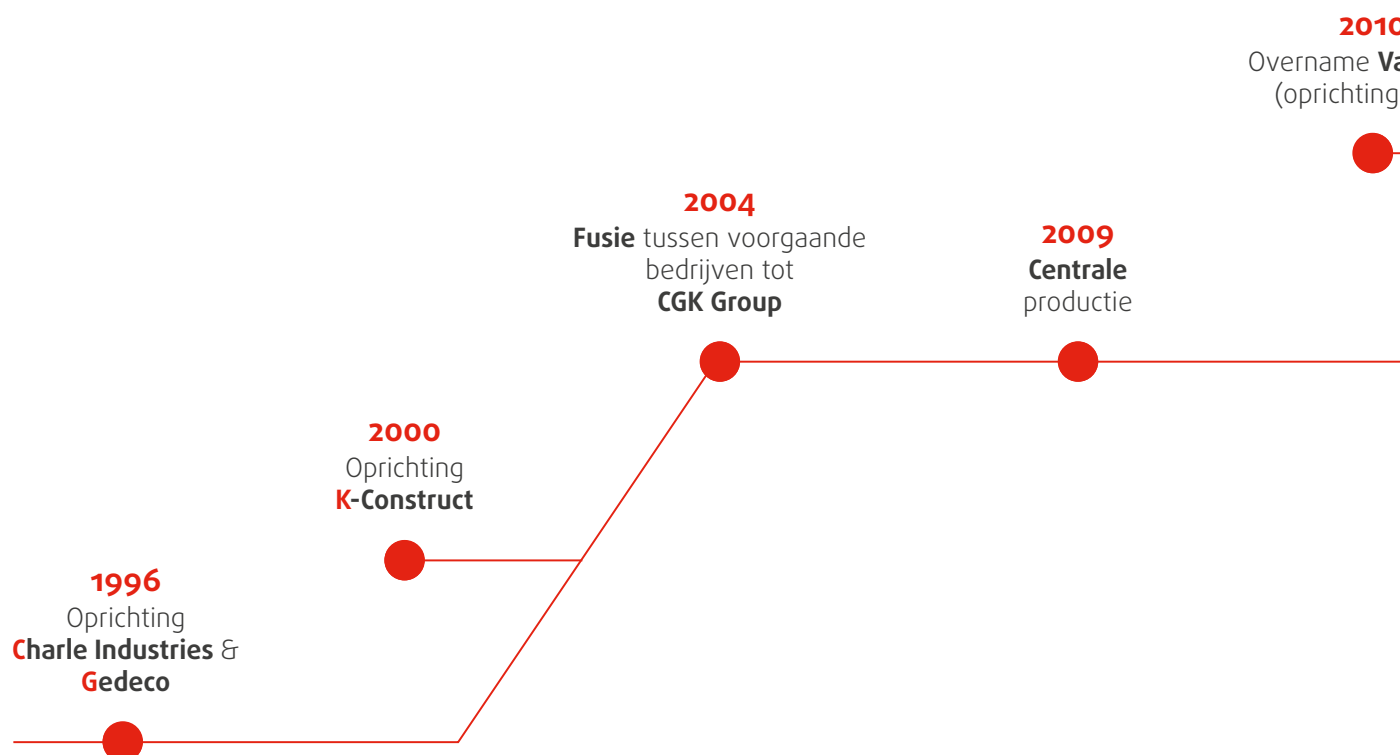 1996
Oprichting
Charle Industries &
Gedeco
2000
Oprichting
K-Construct
2004
Fusie tussen voorgaande
bedrijven tot
CGK Group
2009
Centrale
productie
2010
Overname
(oprichting